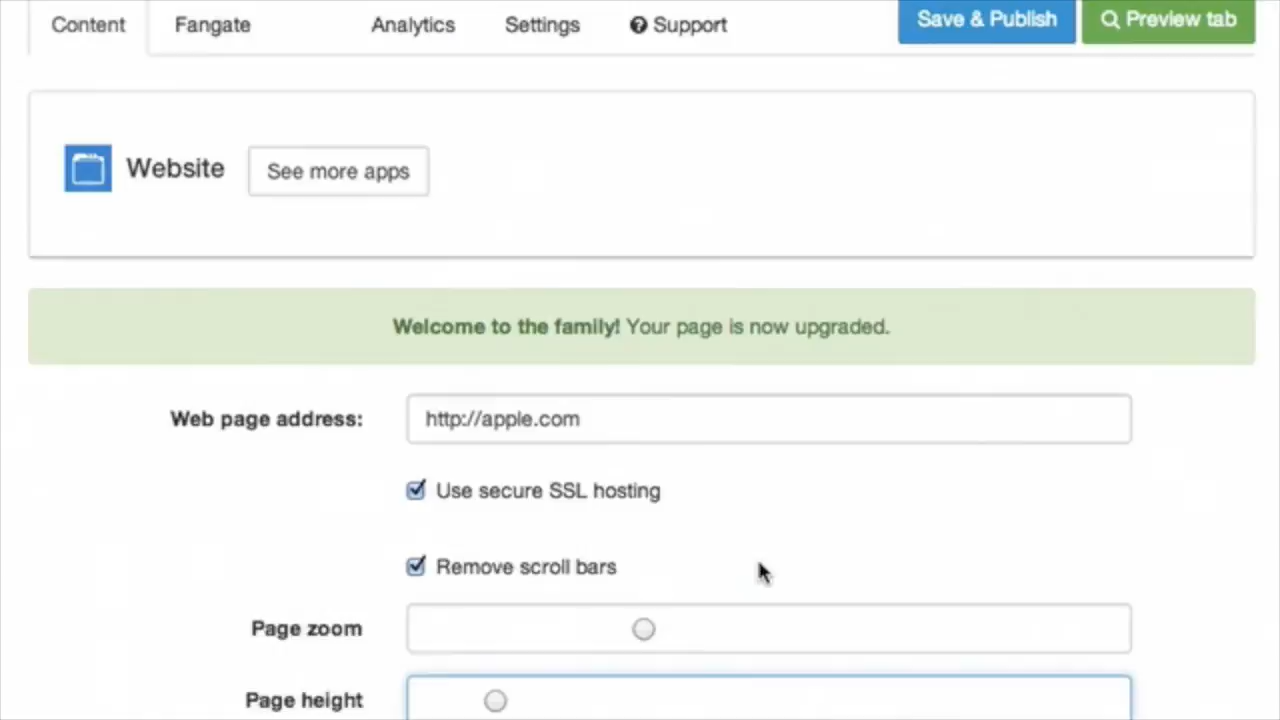 Content Fangate Analytics Settings Support Save & Publish Preview tab
Website See more apps
Welcome to the family! Your page is now upgraded.
Web page address: http://apple.com
Use secure SSL hosting
Remove scroll bars
Page zoom
Page height